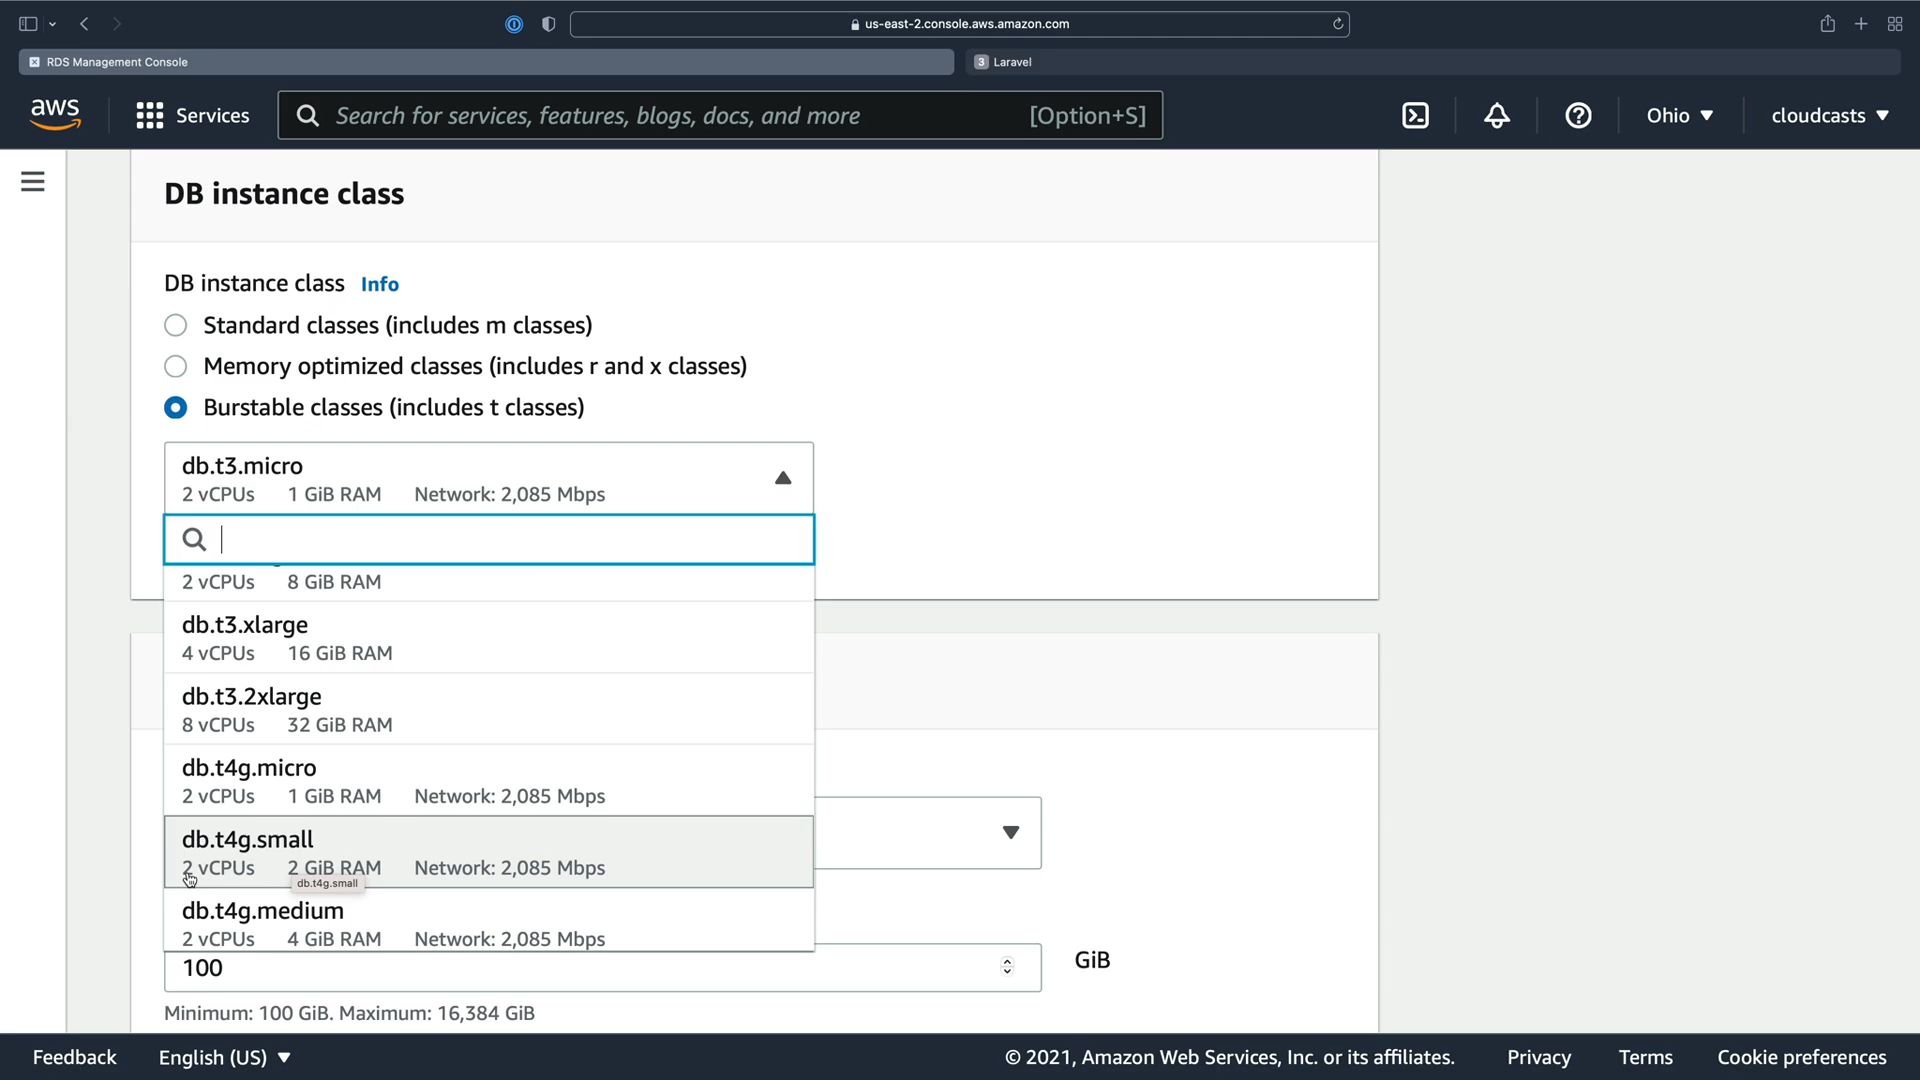 us-east-2.console.aws.amazon.com
RDS Management Console
3 Laravel
aws
Services
Search for services, features, blogs, docs, and more
[Option+S]
Ohio
cloudcasts
DB instance class
DB instance class Info
Standard classes (includes m classes)
Memory optimized classes (includes r and x classes)
Burstable classes (includes t classes)
db.t3.micro
2 vCPUs 1 GiB RAM Network: 2,085 Mbps
2 vCPUs 8 GiB RAM
db.t3.xlarge
4 vCPUs 16 GiB RAM
db.t3.2xlarge
8 vCPUs 32 GiB RAM
db.t4g.micro
2 vCPUs 1 GiB RAM Network: 2,085 Mbps
db.t4g.small
2 vCPUs 2 GiB RAM Network: 2,085 Mbps
db.t4g.small
db.t4g.medium
2 vCPUs 4 GiB RAM Network: 2,085 Mbps
100
GiB
Minimum: 100 GiB. Maximum: 16,384 GiB
Feedback
English (US)
© 2021, Amazon Web Services, Inc. or its affiliates.
Privacy
Terms
Cookie preferences